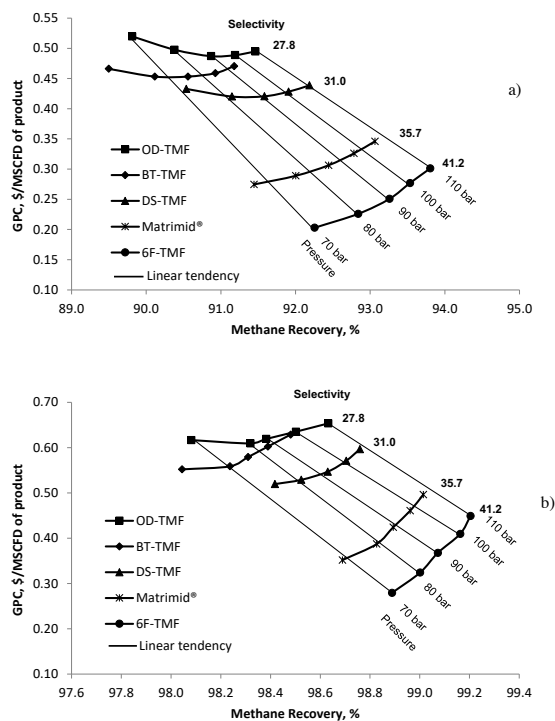 Selectivity
0.55
0.50
0.45
0.40
0.35
0.30
0.25
0.20
0.15
0.10
GPC, $/MSCFD of product
27.8
31.0
35.7
41.2
a)
OD-TMF
BT-TMF
DS-TMF
Matrimid®
6F-TMF
Linear tendency
Pressure
70 bar
80 bar
90 bar
100 bar
110 bar
89.0 90.0 91.0 92.0 93.0 94.0 95.0
Methane Recovery, %
Selectivity
0.70
0.60
0.50
0.40
0.30
0.20
0.10
GPC, $/MSCFD of product
27.8
31.0
35.7
41.2
b)
OD-TMF
BT-TMF
DS-TMF
Matrimid®
6F-TMF
Linear tendency
Pressure
70 bar
80 bar
90 bar
100 bar
110 bar
97.6 97.8 98.0 98.2 98.4 98.6 98.8 99.0 99.2 99.4
Methane Recovery, %